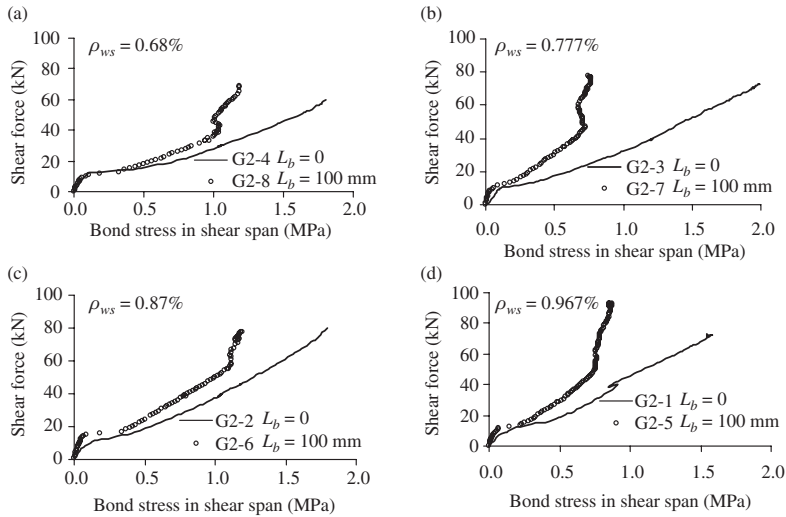 (a)
Shear force (kN)
100
80
60
40
20
0
ρws = 0.68%
G2-4 Lb = 0
G2-8 Lb = 100 mm
0.0 0.5 1.0 1.5 2.0
Bond stress in shear span (MPa)
(b)
Shear force (kN)
100
80
60
40
20
0
ρws = 0.777%
G2-3 Lb = 0
G2-7 Lb = 100 mm
0.0 0.5 1.0 1.5 2.0
Bond stress in shear span (MPa)
(c)
Shear force (kN)
100
80
60
40
20
0
ρws = 0.87%
G2-2 Lb = 0
G2-6 Lb = 100 mm
0.0 0.5 1.0 1.5 2.0
Bond stress in shear span (MPa)
(d)
Shear force (kN)
100
80
60
40
20
0
ρws = 0.967%
G2-1 Lb = 0
G2-5 Lb = 100 mm
0.0 0.5 1.0 1.5 2.0
Bond stress in shear span (MPa)